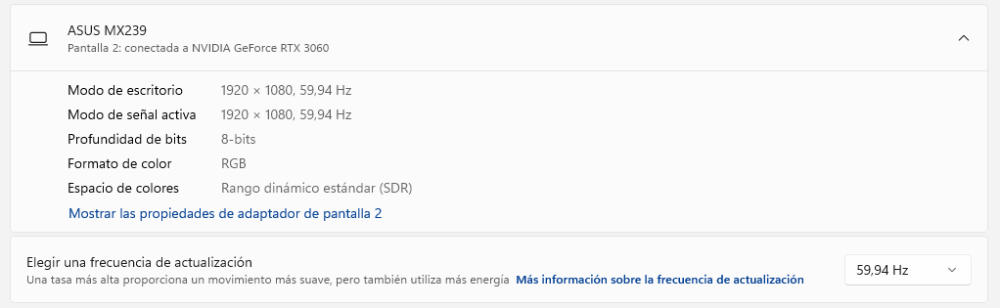 ASUS MX239
Pantalla 2: conectada a NVIDIA GeForce RTX 3060
Modo de escritorio 1920 × 1080, 59,94 Hz
Modo de señal activa 1920 × 1080, 59,94 Hz
Profundidad de bits 8-bits
Formato de color RGB
Espacio de colores Rango dinámico estándar (SDR)
Mostrar las propiedades de adaptador de pantalla 2
Elegir una frecuencia de actualización
Una tasa más alta proporciona un movimiento más suave, pero también utiliza más energía Más información sobre la frecuencia de actualización
59,94 Hz